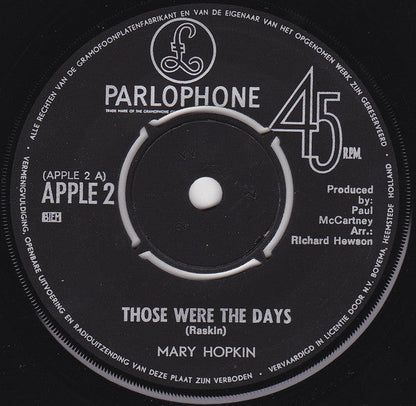 ALLE RECHTEN VAN DE GRAMOFOONPLATENFABRIKANT EN VAN DE EIGENAAR VAN HET OPGENOMEN WERK ZIJN GERESERVEERD
£
PARLOPHONE
TRADE MARK OF THE GRAMOPHONE CO
45 R.P.M.
(APPLE 2 A)
APPLE 2
Produced
by:
Paul
McCartney
Arr.:
Richard Hewson
THOSE WERE THE DAYS
(Raskin)
MARY HOPKIN
VERMENIGVULDIGING, OPENBARE UITVOERING EN RADIOUITZENDING VAN DEZE PLAAT ZIJN VERBODEN
VERVAARDIGD IN LICENTIE DOOR N.V. BOVEMA, HEEMSTEDE HOLLAND